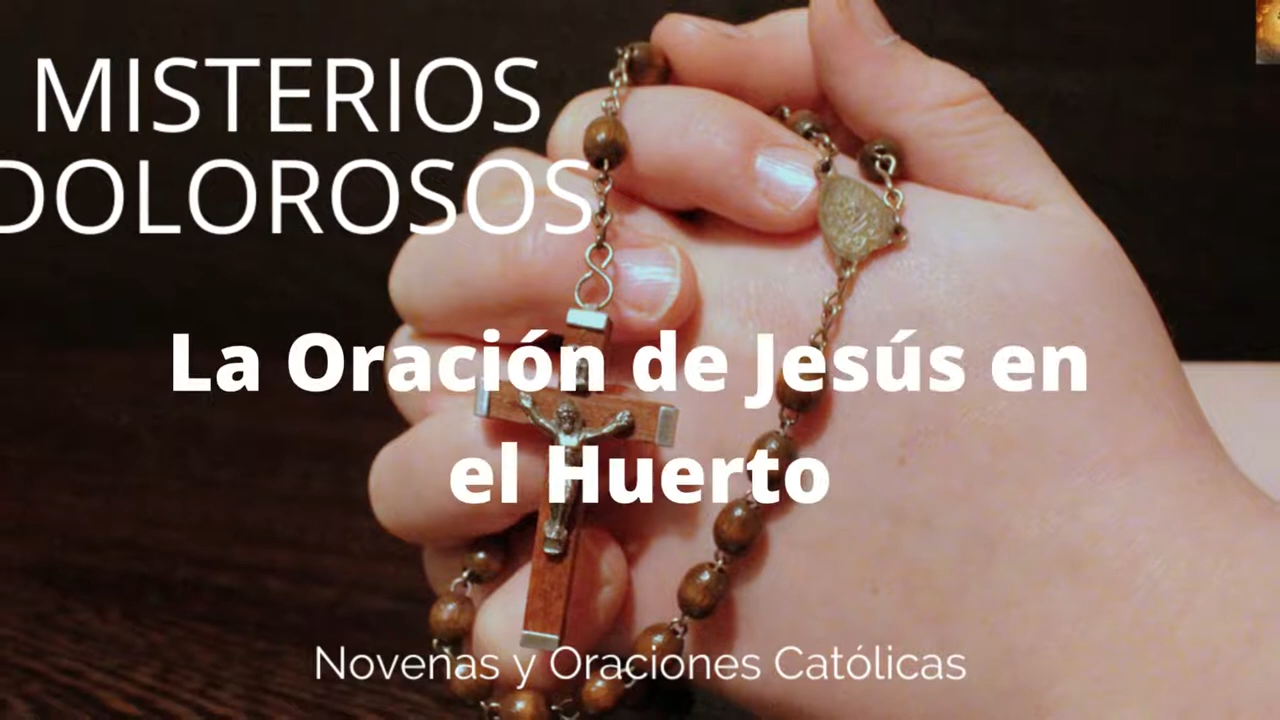 MISTERIOS
DOLOROSOS
La Oración de Jesús en
el Huerto
Novenas y Oraciones Católicas